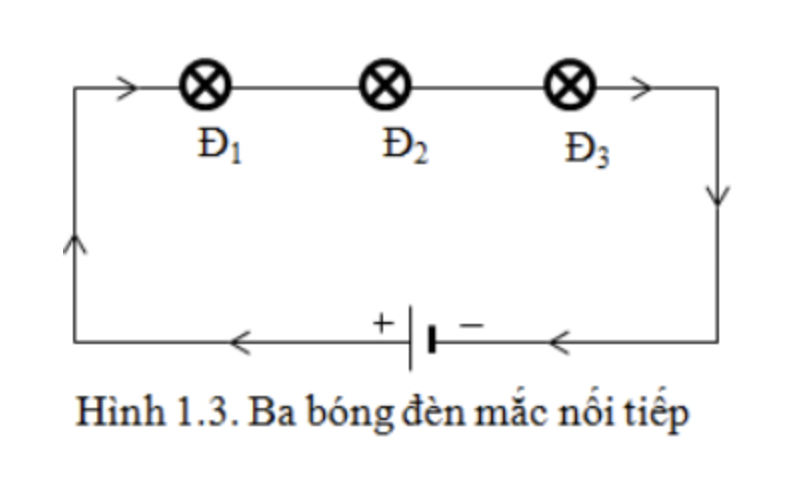 Đ₁ Đ₂ Đ₃
+ −
Hình 1.3. Ba bóng đèn mắc nối tiếp